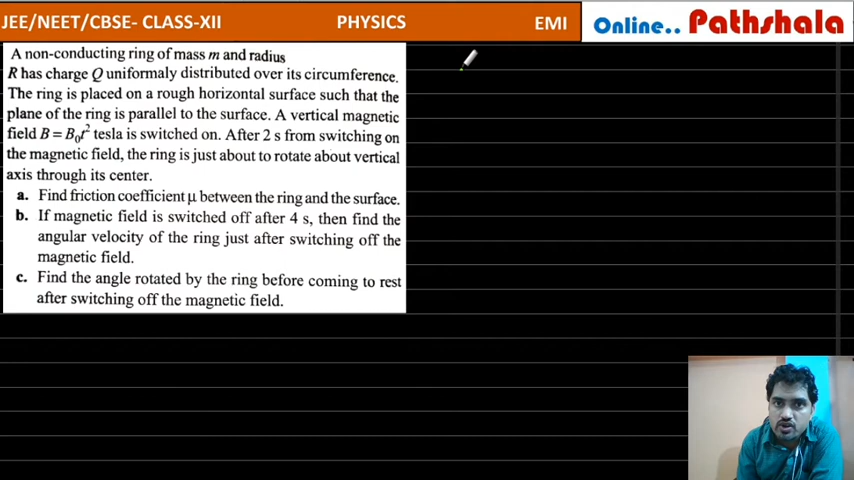 JEE/NEET/CBSE- CLASS-XII PHYSICS EMI Online.. Pathshala
A non-conducting ring of mass m and radius
R has charge Q uniformaly distributed over its circumference.
The ring is placed on a rough horizontal surface such that the
plane of the ring is parallel to the surface. A vertical magnetic
field B = B₀t² tesla is switched on. After 2 s from switching on
the magnetic field, the ring is just about to rotate about vertical
axis through its center.
a. Find friction coefficient μ between the ring and the surface.
b. If magnetic field is switched off after 4 s, then find the
angular velocity of the ring just after switching off the
magnetic field.
c. Find the angle rotated by the ring before coming to rest
after switching off the magnetic field.